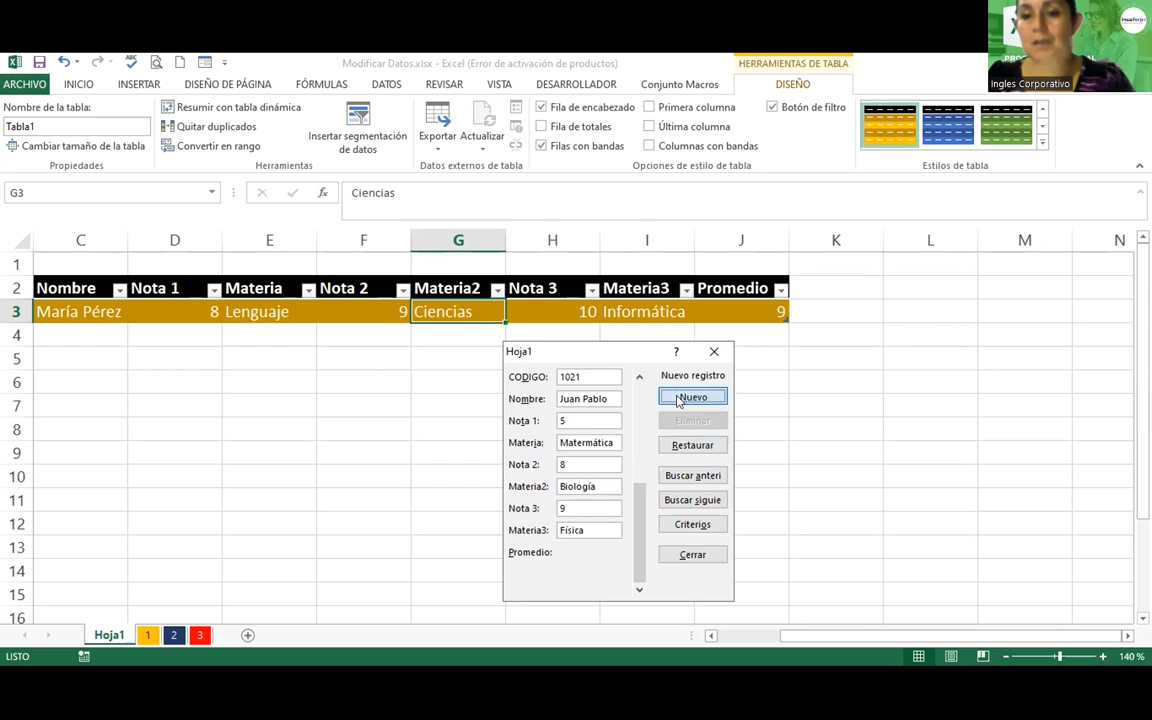 Modificar Datos.xlsx - Excel (Error de activación de productos)
HERRAMIENTAS DE TABLA
Ingles Corporativo
ARCHIVO INICIO INSERTAR DISEÑO DE PÁGINA FÓRMULAS DATOS REVISAR VISTA DESARROLLADOR Conjunto Macros DISEÑO
Nombre de la tabla:
Tabla1
Cambiar tamaño de la tabla
Propiedades
Resumir con tabla dinámica
Quitar duplicados
Convertir en rango
Insertar segmentación de datos
Herramientas
Exportar Actualizar
Datos externos de tabla
Fila de encabezado Primera columna Botón de filtro
Fila de totales Última columna
Filas con bandas Columnas con bandas
Opciones de estilo de tabla
Estilos de tabla
G3 fx Ciencias
C D E F G H I J K L M N
1
2 Nombre Nota 1 Materia Nota 2 Materia2 Nota 3 Materia3 Promedio
3 María Pérez 8 Lenguaje 9 Ciencias 10 Informática 9
4
5
6
7
8
9
10
11
12
13
14
15
16
Hoja1 ?
CODIGO: 1021 Nuevo registro
Nombre: Juan Pablo Nuevo
Nota 1: 5 Eliminar
Materia: Matermática Restaurar
Nota 2: 8 Buscar anteri
Materia2: Biología Buscar siguie
Nota 3: 9 Criterios
Materia3: Física
Promedio: Cerrar
Hoja1 1 2 3
LISTO 140 %